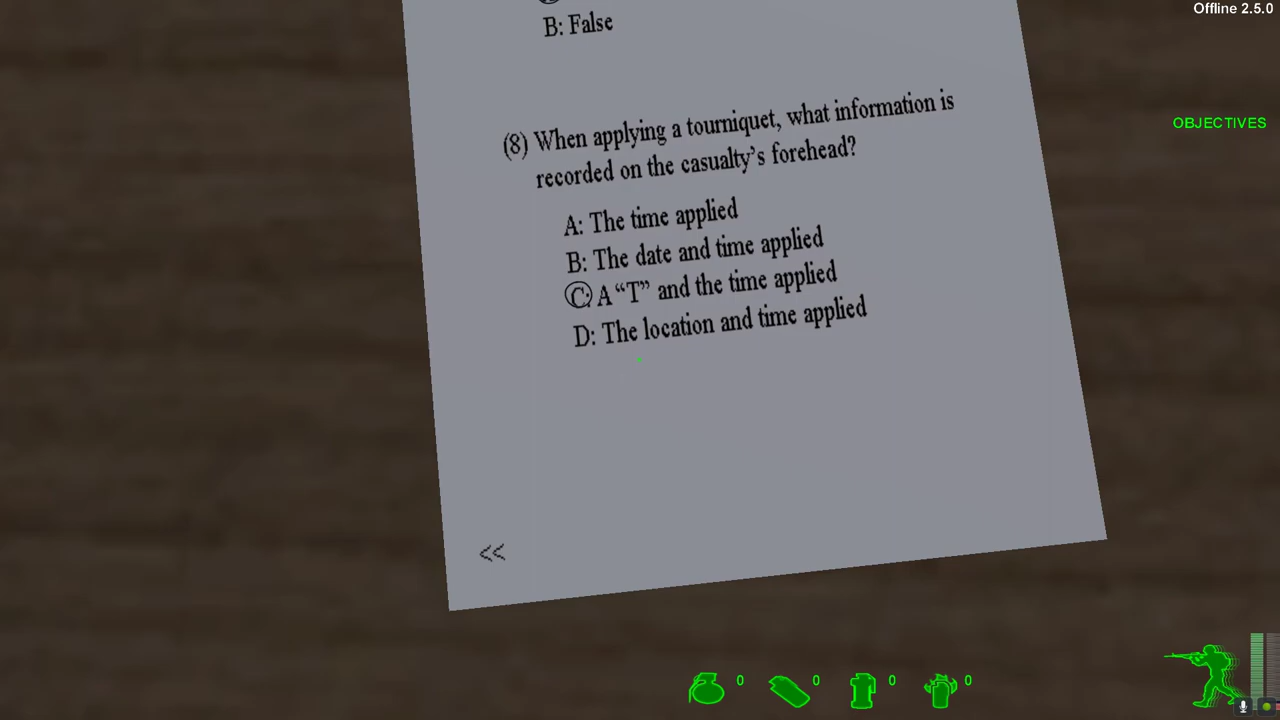 Offline 2.5.0
B: False
OBJECTIVES
(8) When applying a tourniquet, what information is
recorded on the casualty's forehead?
A: The time applied
B: The date and time applied
C: A “T” and the time applied
D: The location and time applied
<<
0 0 0 0